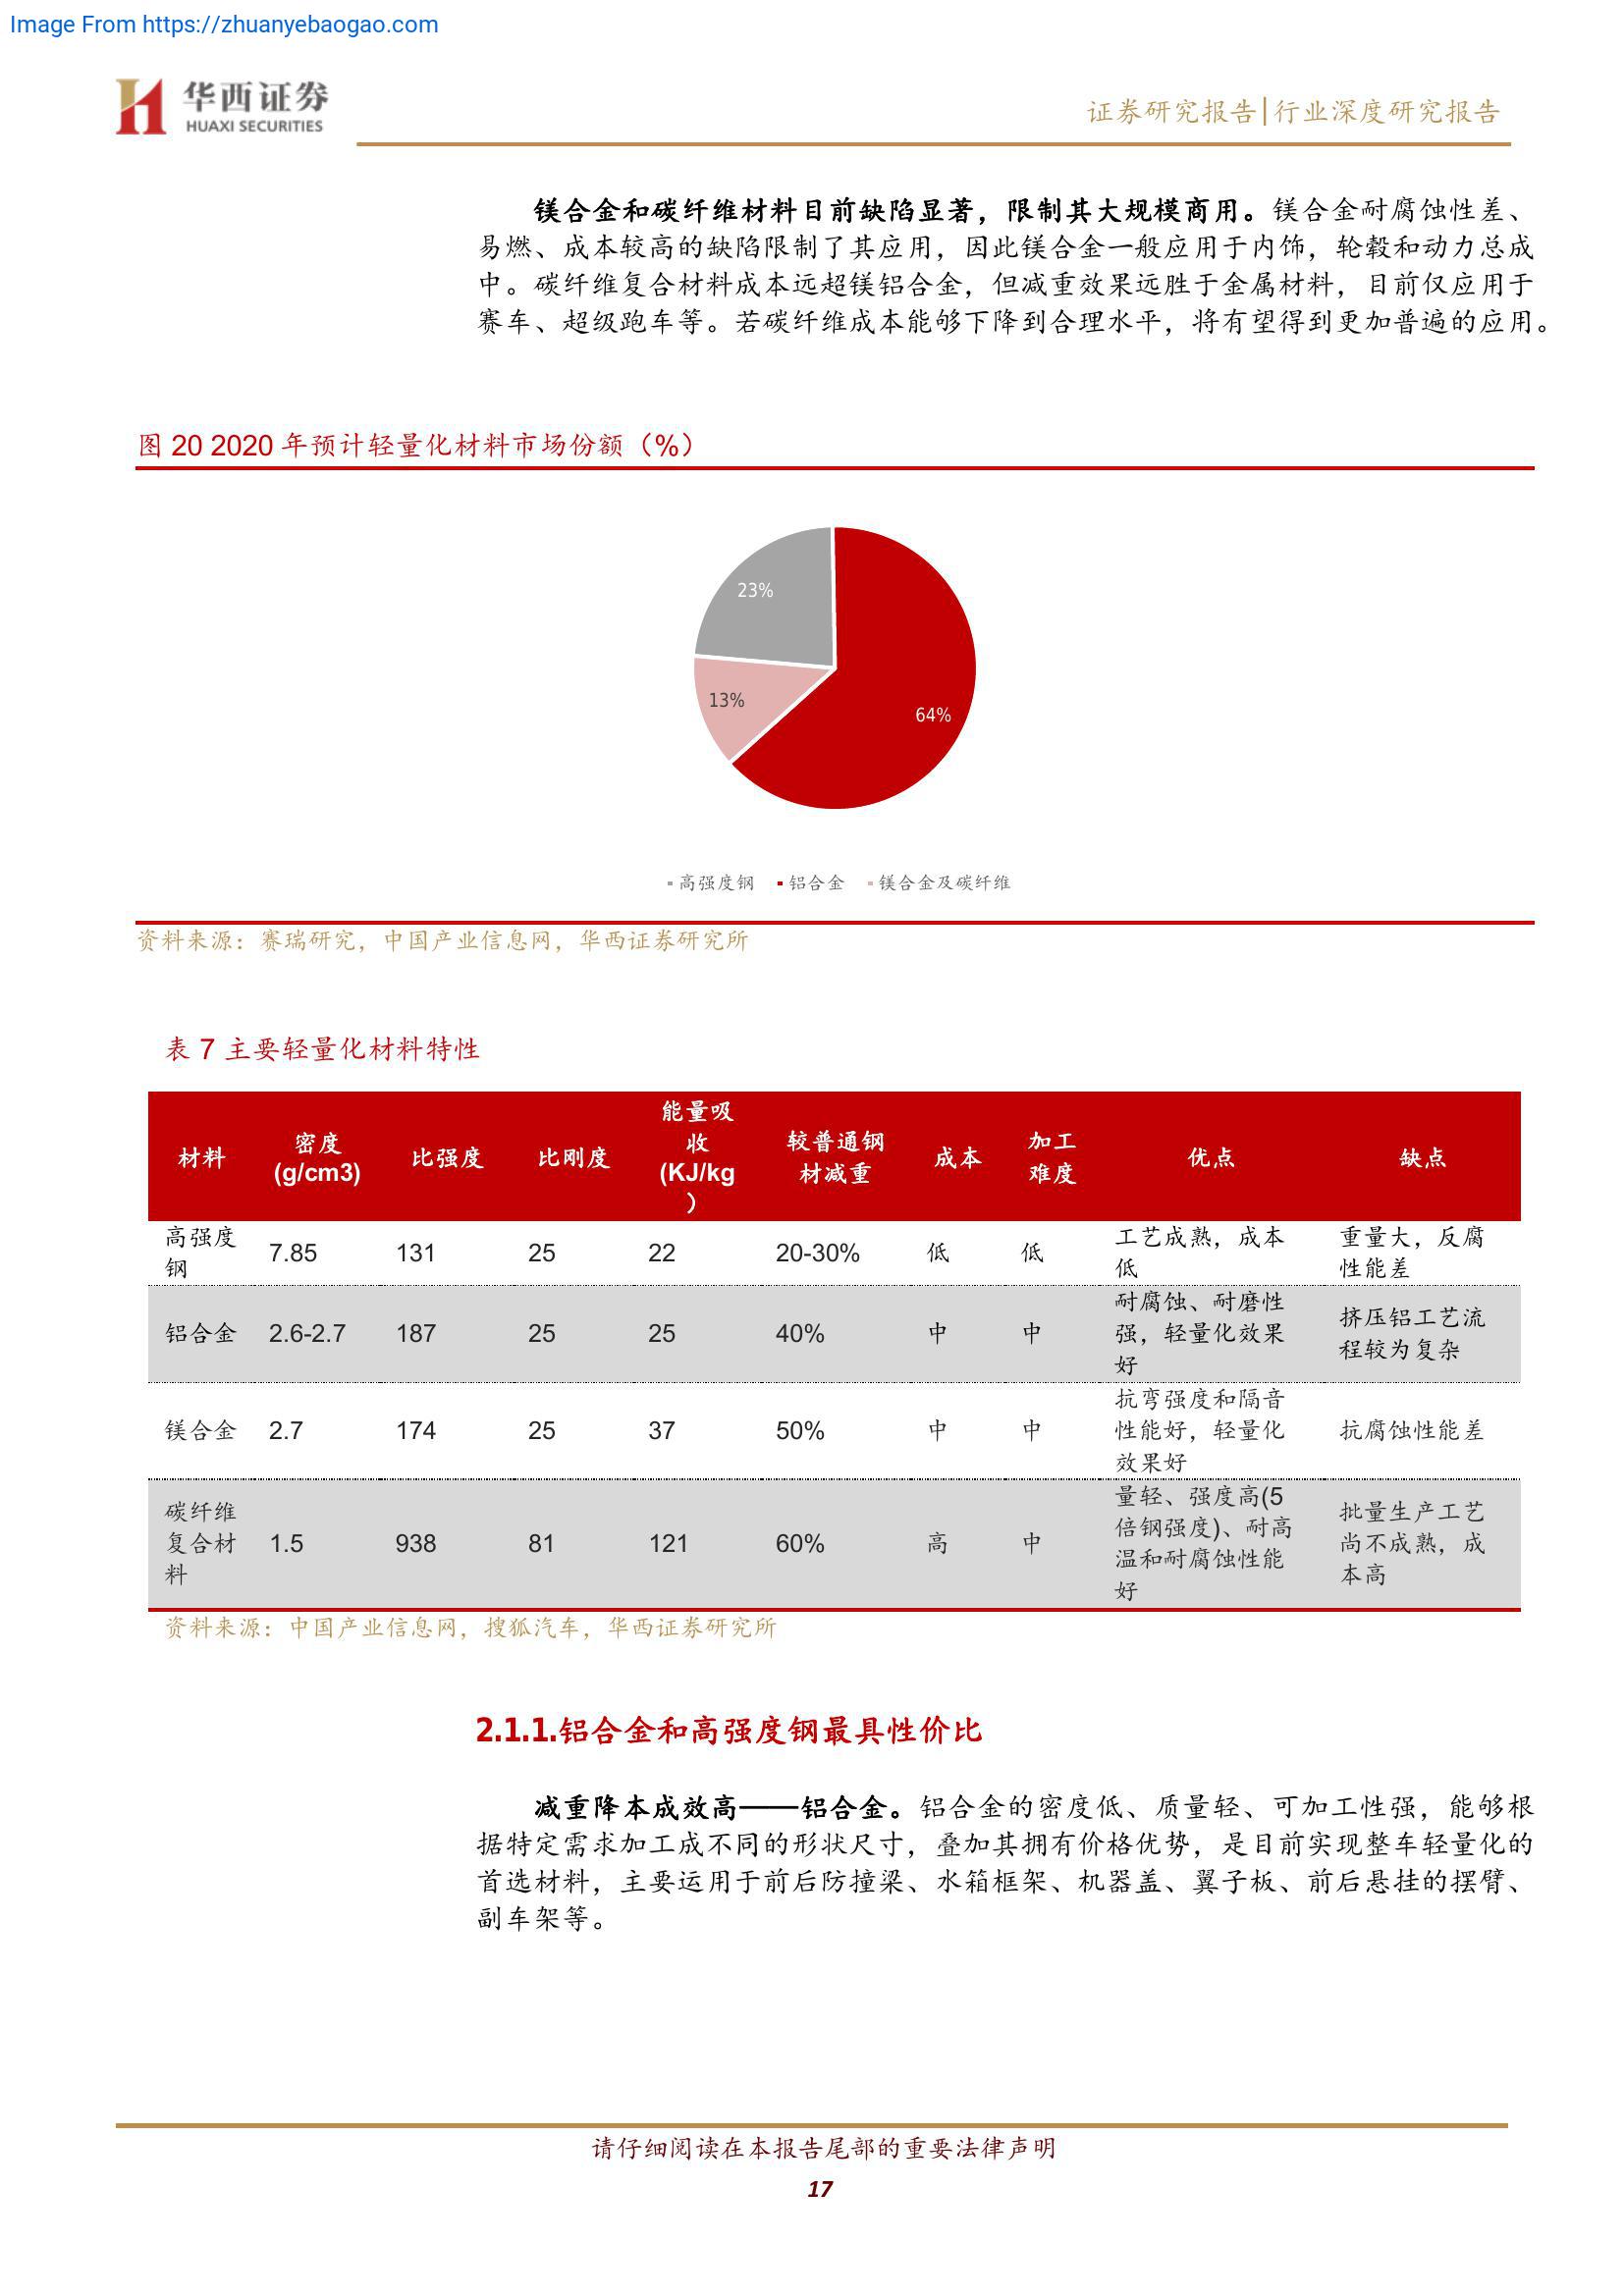 Image From https://zhuanyebaogao.com
华西证券
HUAXI SECURITIES
证券研究报告|行业深度研究报告
镁合金和碳纤维材料目前缺陷显著，限制其大规模商用。镁合金耐腐蚀性差、
易燃、成本较高的缺陷限制了其应用，因此镁合金一般应用于内饰，轮毂和动力总成
中。碳纤维复合材料成本远超镁铝合金，但减重效果远胜于金属材料，目前仅应用于
赛车、超级跑车等。若碳纤维成本能够下降到合理水平，将有望得到更加普遍的应用。
图 20 2020 年预计轻量化材料市场份额（%）
23%
13%
64%
高强度钢 铝合金 镁合金及碳纤维
资料来源：赛瑞研究，中国产业信息网，华西证券研究所
表 7 主要轻量化材料特性
材料 密度(g/cm3) 比强度 比刚度 能量吸收(KJ/kg) 较普通钢材减重 成本 加工难度 优点 缺点
高强度钢 7.85 131 25 22 20-30% 低 低 工艺成熟，成本低 重量大，反腐性能差
铝合金 2.6-2.7 187 25 25 40% 中 中 耐腐蚀、耐磨性强，轻量化效果好 挤压铝工艺流程较为复杂
镁合金 2.7 174 25 37 50% 中 中 抗弯强度和隔音性能好，轻量化效果好 抗腐蚀性能差
碳纤维复合材料 1.5 938 81 121 60% 高 中 量轻、强度高(5倍钢强度)、耐高温和耐腐蚀性能好 批量生产工艺尚不成熟，成本高
资料来源：中国产业信息网，搜狐汽车，华西证券研究所
2.1.1.铝合金和高强度钢最具性价比
减重降本成效高——铝合金。铝合金的密度低、质量轻、可加工性强，能够根
据特定需求加工成不同的形状尺寸，叠加其拥有价格优势，是目前实现整车轻量化的
首选材料，主要运用于前后防撞梁、水箱框架、机器盖、翼子板、前后悬挂的摆臂、
副车架等。
请仔细阅读在本报告尾部的重要法律声明
17